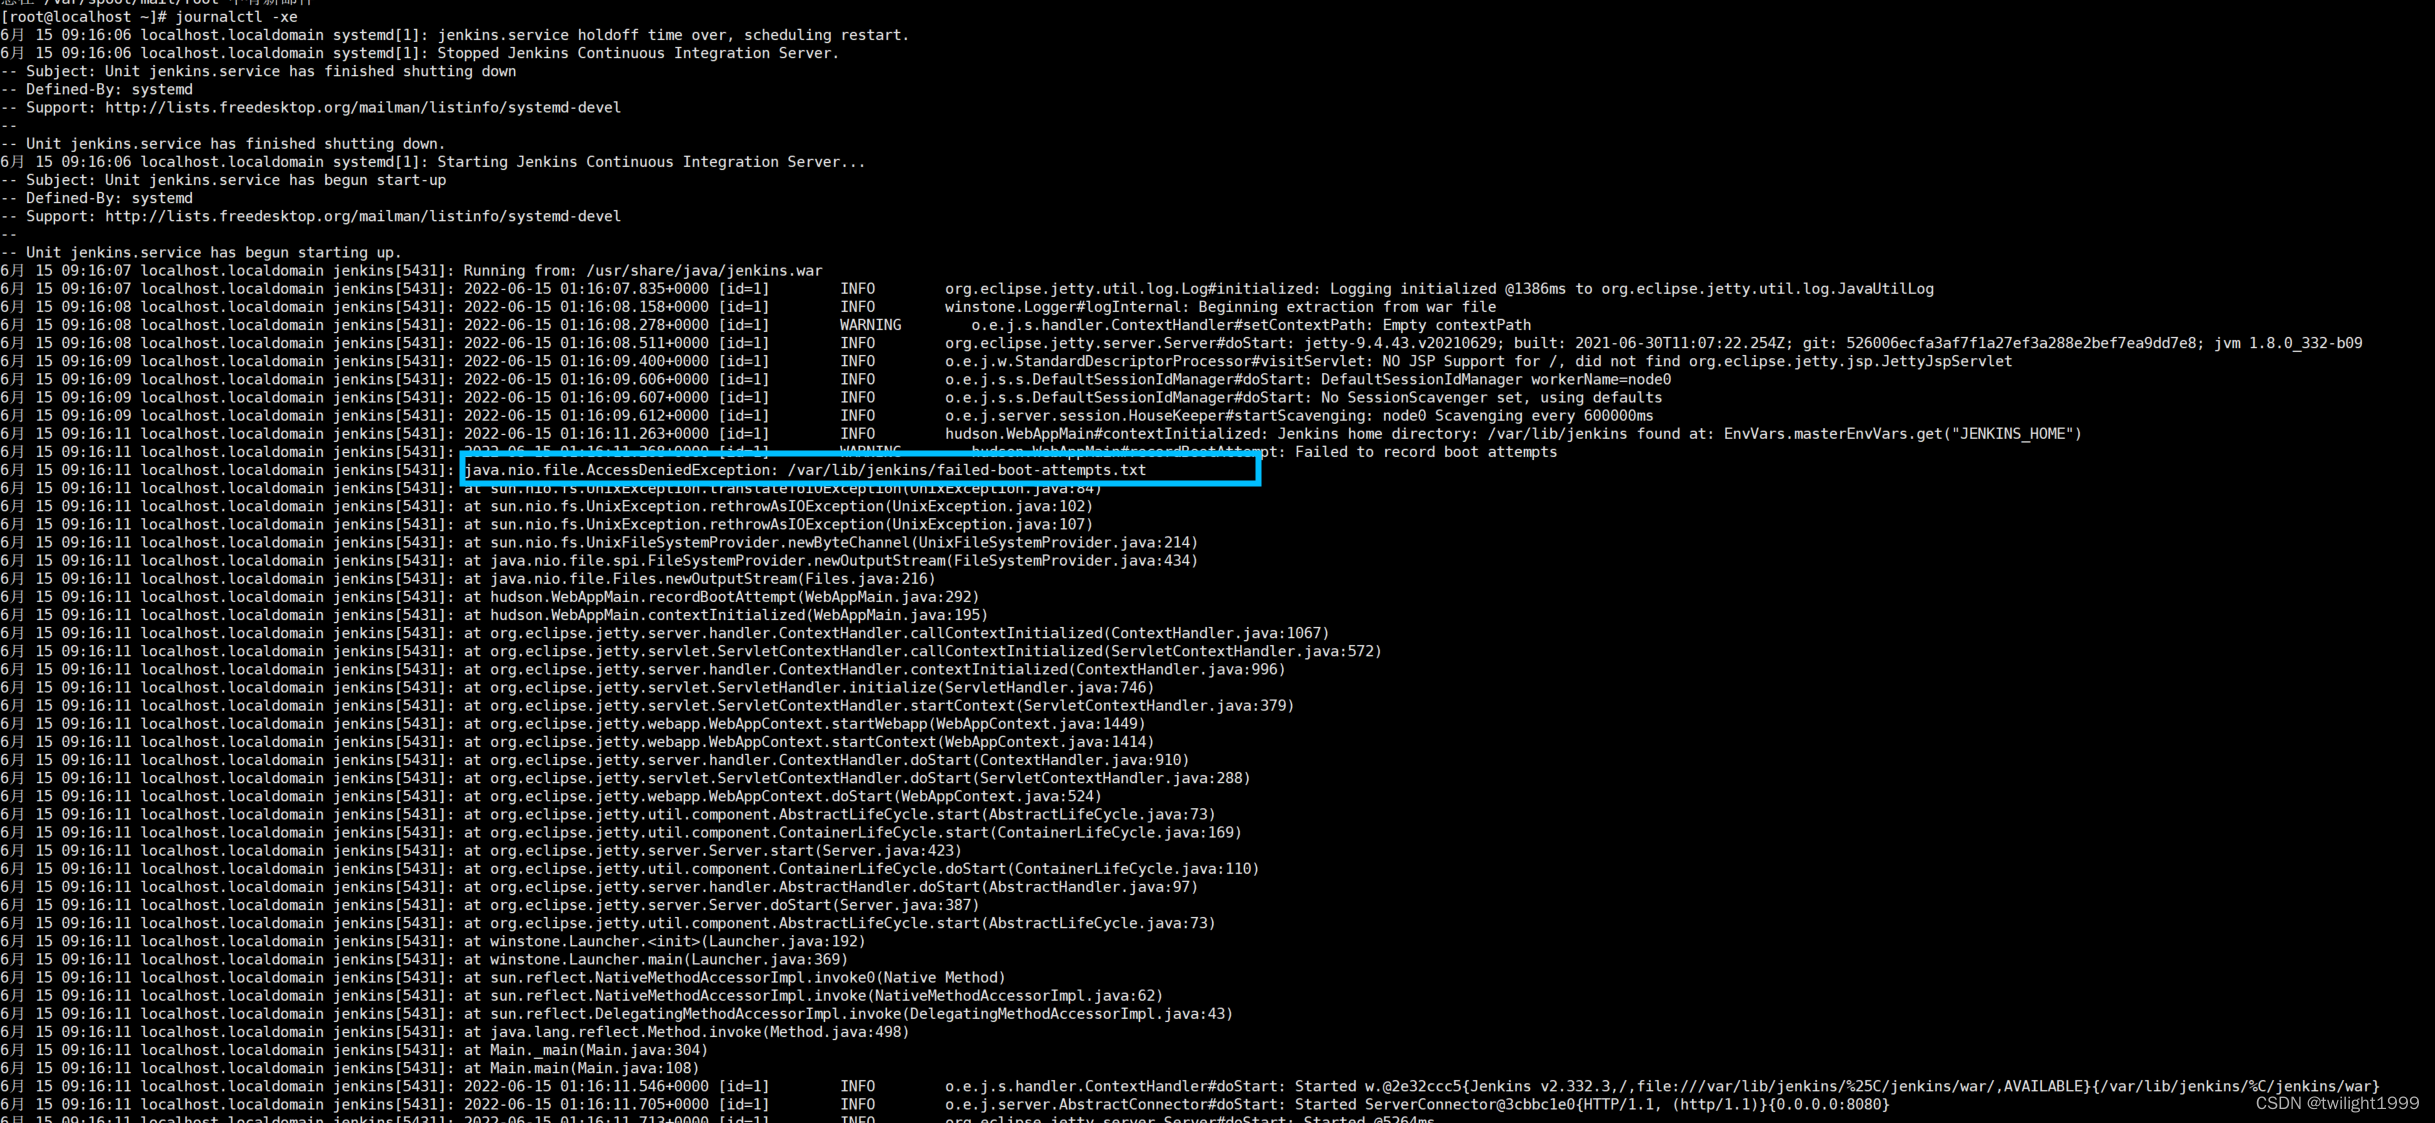 [root@localhost ~]# journalctl -xe
6月 15 09:16:06 localhost.localdomain systemd[1]: jenkins.service holdoff time over, scheduling restart.
6月 15 09:16:06 localhost.localdomain systemd[1]: Stopped Jenkins Continuous Integration Server.
-- Subject: Unit jenkins.service has finished shutting down
-- Defined-By: systemd
-- Support: http://lists.freedesktop.org/mailman/listinfo/systemd-devel
--
-- Unit jenkins.service has finished shutting down.
6月 15 09:16:06 localhost.localdomain systemd[1]: Starting Jenkins Continuous Integration Server...
-- Subject: Unit jenkins.service has begun start-up
-- Defined-By: systemd
-- Support: http://lists.freedesktop.org/mailman/listinfo/systemd-devel
--
-- Unit jenkins.service has begun starting up.
6月 15 09:16:07 localhost.localdomain jenkins[5431]: Running from: /usr/share/java/jenkins.war
6月 15 09:16:07 localhost.localdomain jenkins[5431]: 2022-06-15 01:16:07.835+0000 [id=1] INFO org.eclipse.jetty.util.log.Log#initialized: Logging initialized @1386ms to org.eclipse.jetty.util.log.JavaUtilLog
6月 15 09:16:08 localhost.localdomain jenkins[5431]: 2022-06-15 01:16:08.158+0000 [id=1] INFO winstone.Logger#logInternal: Beginning extraction from war file
6月 15 09:16:08 localhost.localdomain jenkins[5431]: 2022-06-15 01:16:08.278+0000 [id=1] WARNING o.e.j.s.handler.ContextHandler#setContextPath: Empty contextPath
6月 15 09:16:08 localhost.localdomain jenkins[5431]: 2022-06-15 01:16:08.511+0000 [id=1] INFO org.eclipse.jetty.server.Server#doStart: jetty-9.4.43.v20210629; built: 2021-06-30T11:07:22.254Z; git: 526006ecfa3af7f1a27ef3a288e2bef7ea9dd7e8; jvm 1.8.0_332-b09
6月 15 09:16:09 localhost.localdomain jenkins[5431]: 2022-06-15 01:16:09.400+0000 [id=1] INFO o.e.j.w.StandardDescriptorProcessor#visitServlet: NO JSP Support for /, did not find org.eclipse.jetty.jsp.JettyJspServlet
6月 15 09:16:09 localhost.localdomain jenkins[5431]: 2022-06-15 01:16:09.606+0000 [id=1] INFO o.e.j.s.s.DefaultSessionIdManager#doStart: DefaultSessionIdManager workerName=node0
6月 15 09:16:09 localhost.localdomain jenkins[5431]: 2022-06-15 01:16:09.607+0000 [id=1] INFO o.e.j.s.s.DefaultSessionIdManager#doStart: No SessionScavenger set, using defaults
6月 15 09:16:09 localhost.localdomain jenkins[5431]: 2022-06-15 01:16:09.612+0000 [id=1] INFO o.e.j.server.session.HouseKeeper#startScavenging: node0 Scavenging every 600000ms
6月 15 09:16:11 localhost.localdomain jenkins[5431]: 2022-06-15 01:16:11.263+0000 [id=1] INFO hudson.WebAppMain#contextInitialized: Jenkins home directory: /var/lib/jenkins found at: EnvVars.masterEnvVars.get("JENKINS_HOME")
6月 15 09:16:11 localhost.localdomain jenkins[5431]: 2022-06-15 01:16:11.268+0000 [id=1] WARNING hudson.WebAppMain#recordBootAttempt: Failed to record boot attempts
6月 15 09:16:11 localhost.localdomain jenkins[5431]: java.nio.file.AccessDeniedException: /var/lib/jenkins/failed-boot-attempts.txt
6月 15 09:16:11 localhost.localdomain jenkins[5431]: at sun.nio.fs.UnixException.translateToIOException(UnixException.java:84)
6月 15 09:16:11 localhost.localdomain jenkins[5431]: at sun.nio.fs.UnixException.rethrowAsIOException(UnixException.java:102)
6月 15 09:16:11 localhost.localdomain jenkins[5431]: at sun.nio.fs.UnixException.rethrowAsIOException(UnixException.java:107)
6月 15 09:16:11 localhost.localdomain jenkins[5431]: at sun.nio.fs.UnixFileSystemProvider.newByteChannel(UnixFileSystemProvider.java:214)
6月 15 09:16:11 localhost.localdomain jenkins[5431]: at java.nio.file.spi.FileSystemProvider.newOutputStream(FileSystemProvider.java:434)
6月 15 09:16:11 localhost.localdomain jenkins[5431]: at java.nio.file.Files.newOutputStream(Files.java:216)
6月 15 09:16:11 localhost.localdomain jenkins[5431]: at hudson.WebAppMain.recordBootAttempt(WebAppMain.java:292)
6月 15 09:16:11 localhost.localdomain jenkins[5431]: at hudson.WebAppMain.contextInitialized(WebAppMain.java:195)
6月 15 09:16:11 localhost.localdomain jenkins[5431]: at org.eclipse.jetty.server.handler.ContextHandler.callContextInitialized(ContextHandler.java:1067)
6月 15 09:16:11 localhost.localdomain jenkins[5431]: at org.eclipse.jetty.servlet.ServletContextHandler.callContextInitialized(ServletContextHandler.java:572)
6月 15 09:16:11 localhost.localdomain jenkins[5431]: at org.eclipse.jetty.server.handler.ContextHandler.contextInitialized(ContextHandler.java:996)
6月 15 09:16:11 localhost.localdomain jenkins[5431]: at org.eclipse.jetty.servlet.ServletHandler.initialize(ServletHandler.java:746)
6月 15 09:16:11 localhost.localdomain jenkins[5431]: at org.eclipse.jetty.servlet.ServletContextHandler.startContext(ServletContextHandler.java:379)
6月 15 09:16:11 localhost.localdomain jenkins[5431]: at org.eclipse.jetty.webapp.WebAppContext.startWebapp(WebAppContext.java:1449)
6月 15 09:16:11 localhost.localdomain jenkins[5431]: at org.eclipse.jetty.webapp.WebAppContext.startContext(WebAppContext.java:1414)
6月 15 09:16:11 localhost.localdomain jenkins[5431]: at org.eclipse.jetty.server.handler.ContextHandler.doStart(ContextHandler.java:910)
6月 15 09:16:11 localhost.localdomain jenkins[5431]: at org.eclipse.jetty.servlet.ServletContextHandler.doStart(ServletContextHandler.java:288)
6月 15 09:16:11 localhost.localdomain jenkins[5431]: at org.eclipse.jetty.webapp.WebAppContext.doStart(WebAppContext.java:524)
6月 15 09:16:11 localhost.localdomain jenkins[5431]: at org.eclipse.jetty.util.component.AbstractLifeCycle.start(AbstractLifeCycle.java:73)
6月 15 09:16:11 localhost.localdomain jenkins[5431]: at org.eclipse.jetty.util.component.ContainerLifeCycle.start(ContainerLifeCycle.java:169)
6月 15 09:16:11 localhost.localdomain jenkins[5431]: at org.eclipse.jetty.server.Server.start(Server.java:423)
6月 15 09:16:11 localhost.localdomain jenkins[5431]: at org.eclipse.jetty.util.component.ContainerLifeCycle.doStart(ContainerLifeCycle.java:110)
6月 15 09:16:11 localhost.localdomain jenkins[5431]: at org.eclipse.jetty.server.handler.AbstractHandler.doStart(AbstractHandler.java:97)
6月 15 09:16:11 localhost.localdomain jenkins[5431]: at org.eclipse.jetty.server.Server.doStart(Server.java:387)
6月 15 09:16:11 localhost.localdomain jenkins[5431]: at org.eclipse.jetty.util.component.AbstractLifeCycle.start(AbstractLifeCycle.java:73)
6月 15 09:16:11 localhost.localdomain jenkins[5431]: at winstone.Launcher.<init>(Launcher.java:192)
6月 15 09:16:11 localhost.localdomain jenkins[5431]: at winstone.Launcher.main(Launcher.java:369)
6月 15 09:16:11 localhost.localdomain jenkins[5431]: at sun.reflect.NativeMethodAccessorImpl.invoke0(Native Method)
6月 15 09:16:11 localhost.localdomain jenkins[5431]: at sun.reflect.NativeMethodAccessorImpl.invoke(NativeMethodAccessorImpl.java:62)
6月 15 09:16:11 localhost.localdomain jenkins[5431]: at sun.reflect.DelegatingMethodAccessorImpl.invoke(DelegatingMethodAccessorImpl.java:43)
6月 15 09:16:11 localhost.localdomain jenkins[5431]: at java.lang.reflect.Method.invoke(Method.java:498)
6月 15 09:16:11 localhost.localdomain jenkins[5431]: at Main._main(Main.java:304)
6月 15 09:16:11 localhost.localdomain jenkins[5431]: at Main.main(Main.java:108)
6月 15 09:16:11 localhost.localdomain jenkins[5431]: 2022-06-15 01:16:11.546+0000 [id=1] INFO o.e.j.s.handler.ContextHandler#doStart: Started w.@2e32ccc5{Jenkins v2.332.3,/,file:///var/lib/jenkins/%25C/jenkins/war/,AVAILABLE}{/var/lib/jenkins/%C/jenkins/war}
6月 15 09:16:11 localhost.localdomain jenkins[5431]: 2022-06-15 01:16:11.705+0000 [id=1] INFO o.e.j.server.AbstractConnector#doStart: Started ServerConnector@3cbbc1e0{HTTP/1.1, (http/1.1)}{0.0.0.0:8080}
6月 15 09:16:11 localhost.localdomain jenkins[5431]: 2022-06-15 01:16:11.713+0000 [id=1] INFO org.eclipse.jetty.server.Server#doStart: Started @5264ms
CSDN @twilight1999